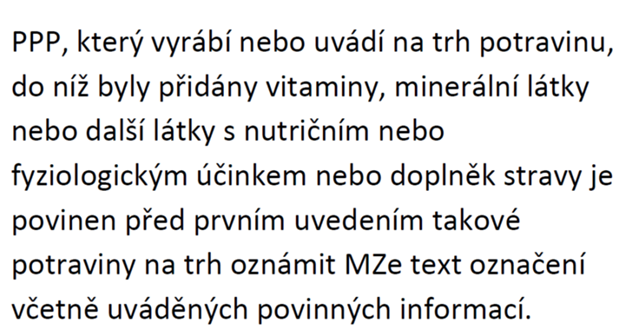 PPP, který vyrábí nebo uvádí na trh potravinu,
do níž byly přidány vitaminy, minerální látky
nebo další látky s nutričním nebo
fyziologickým účinkem nebo doplněk stravy je
povinen před prvním uvedením takové
potraviny na trh oznámit MZe text označení
včetně uváděných povinných informací.